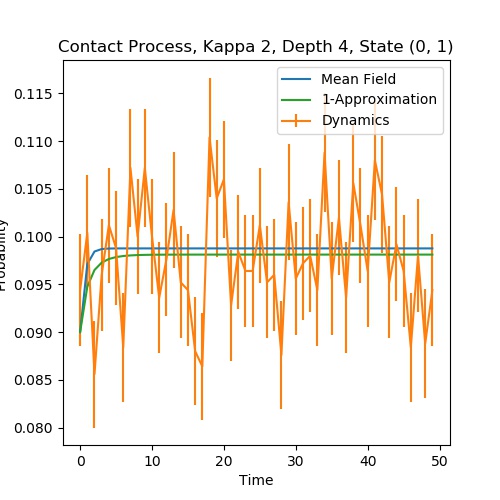 Contact Process, Kappa 2, Depth 4, State (0, 1)
Mean Field
1-Approximation
Dynamics
Probability
0.115
0.110
0.105
0.100
0.095
0.090
0.085
0.080
0 10 20 30 40 50
Time